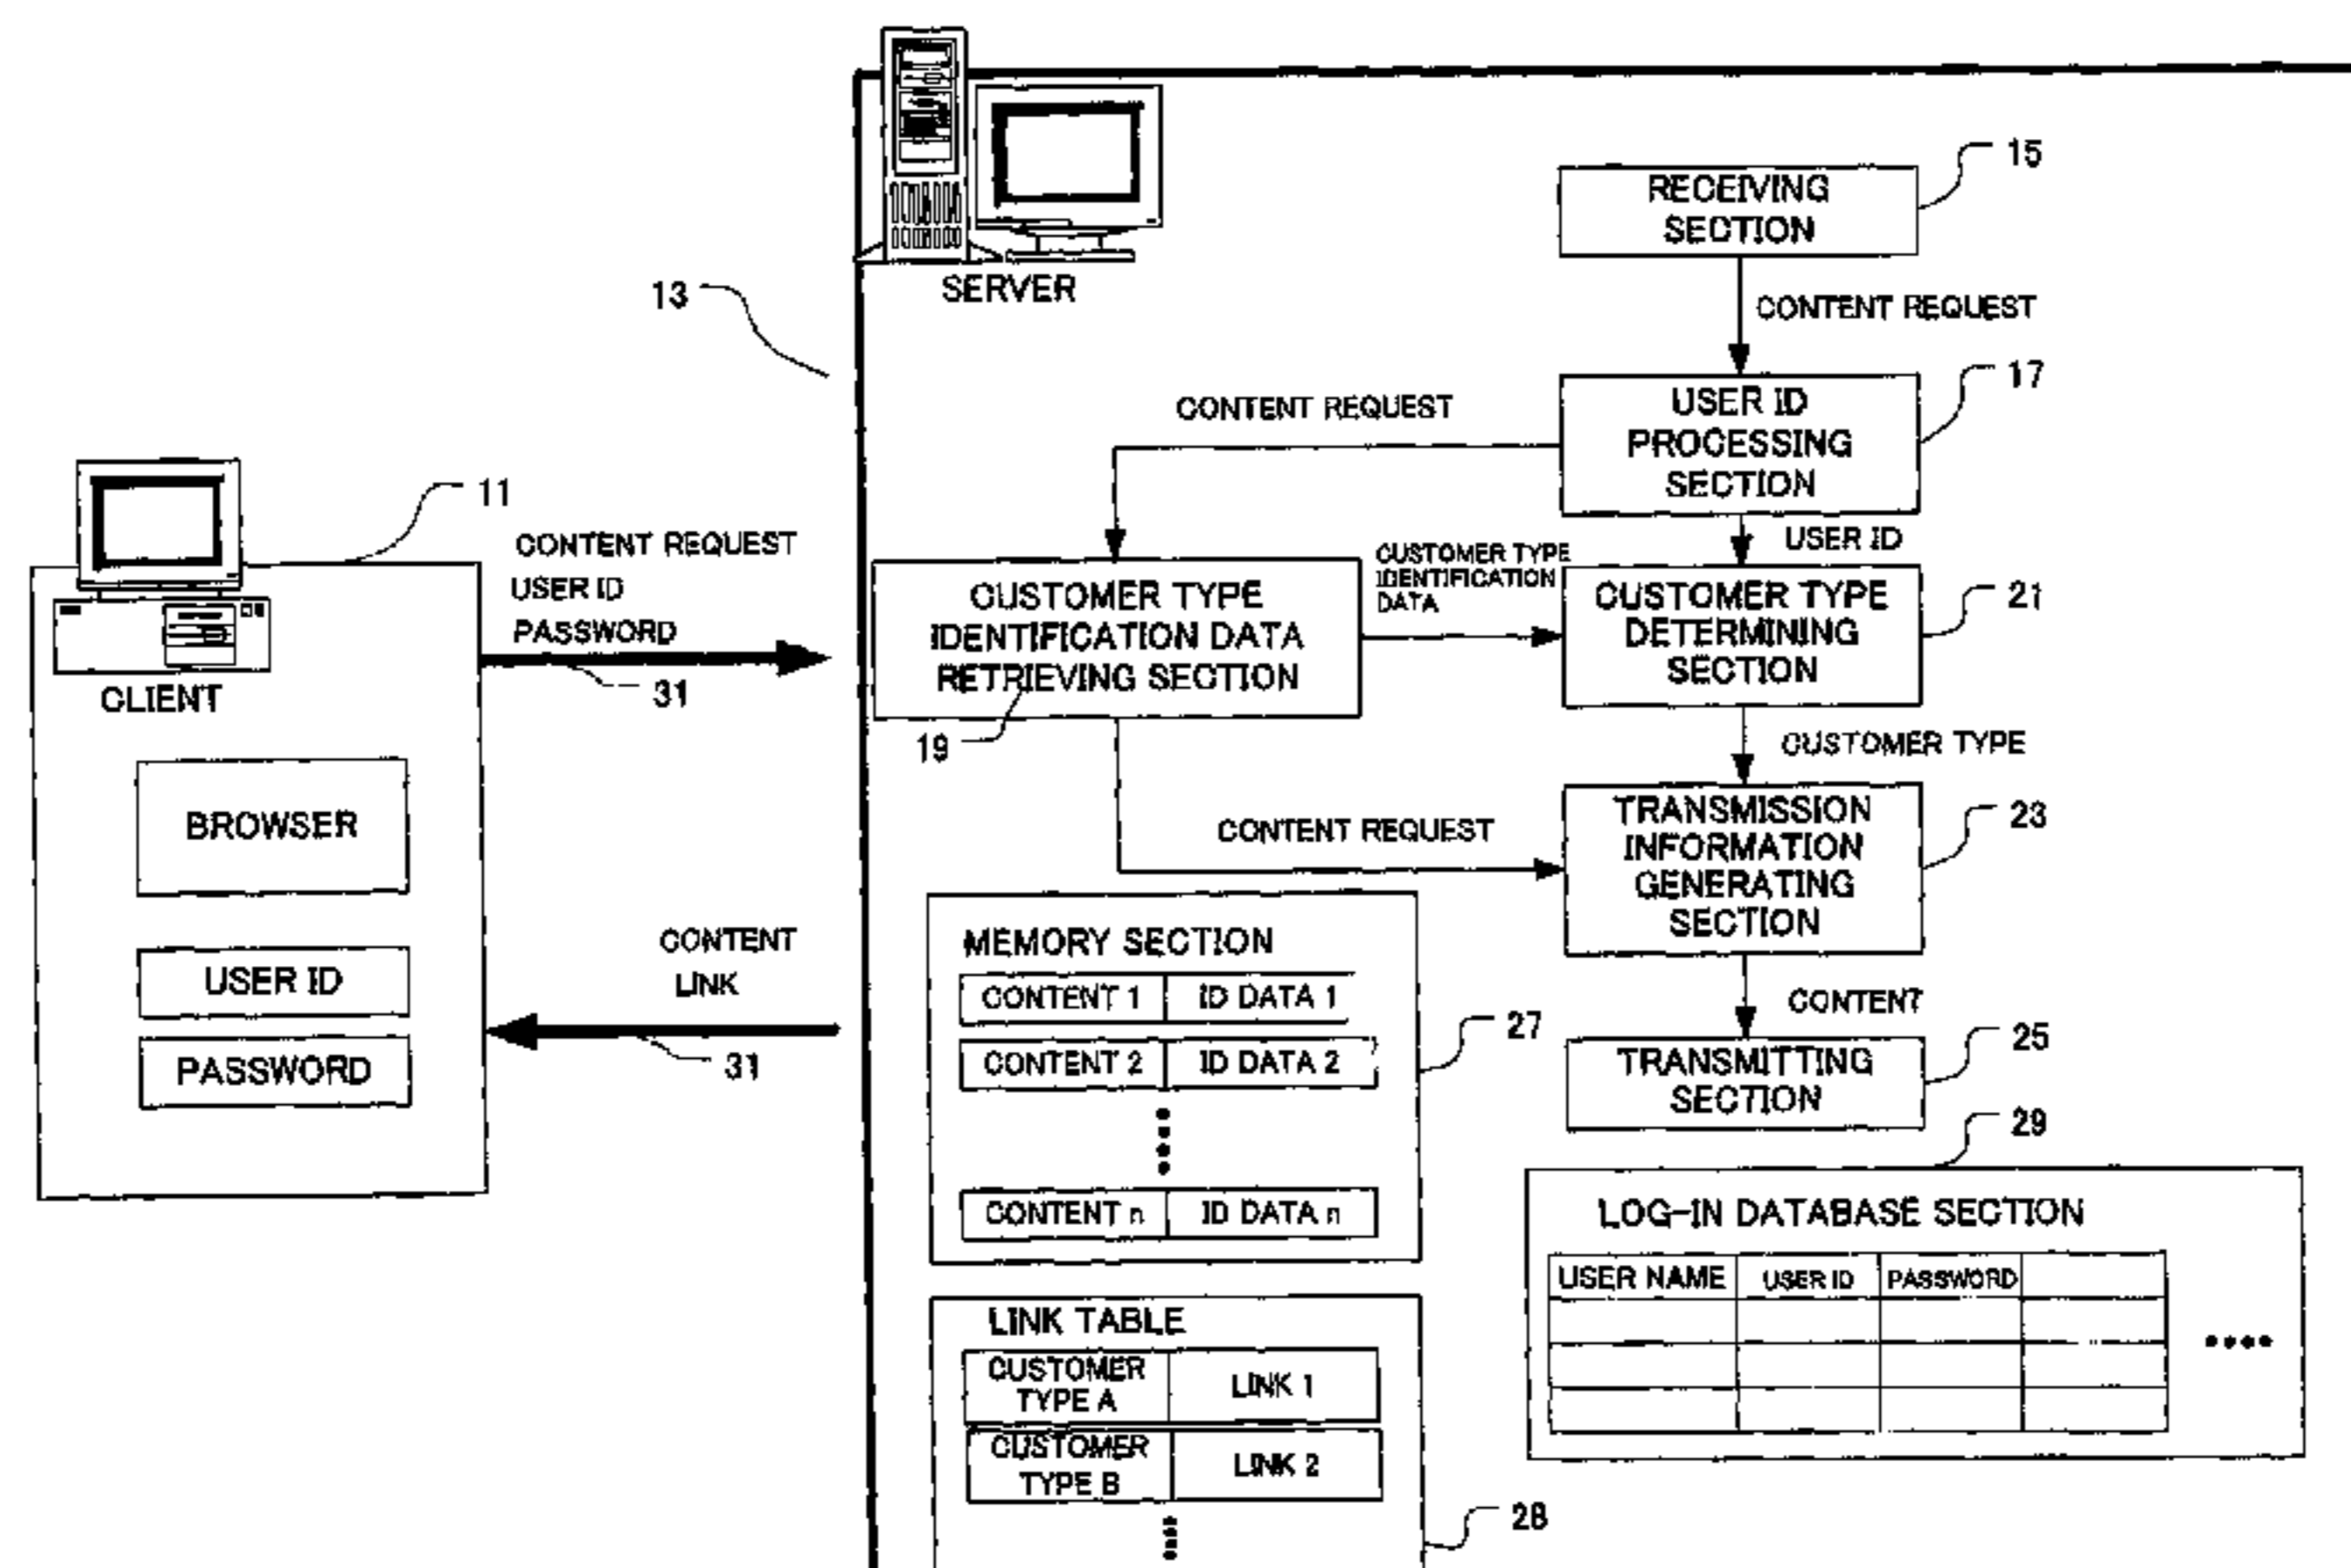 SERVER
13
RECEIVING
SECTION
15
CONTENT REQUEST
USER ID
PROCESSING
SECTION
17
CONTENT REQUEST
USER ID
CUSTOMER TYPE
IDENTIFICATION DATA
RETRIEVING SECTION
19
CUSTOMER TYPE
IDENTIFICATION
DATA
CUSTOMER TYPE
DETERMINING
SECTION
21
CUSTOMER TYPE
CONTENT REQUEST
TRANSMISSION
INFORMATION
GENERATING
SECTION
23
CONTENT
TRANSMITTING
SECTION
25
11
CLIENT
BROWSER
USER ID
PASSWORD
CONTENT REQUEST
USER ID
PASSWORD
31
CONTENT
LINK
31
MEMORY SECTION
CONTENT 1 ID DATA 1
CONTENT 2 ID DATA 2
CONTENT n ID DATA n
27
LINK TABLE
CUSTOMER
TYPE A
LINK 1
CUSTOMER
TYPE B
LINK 2
28
29
LOG-IN DATABASE SECTION
USER NAME USER ID PASSWORD